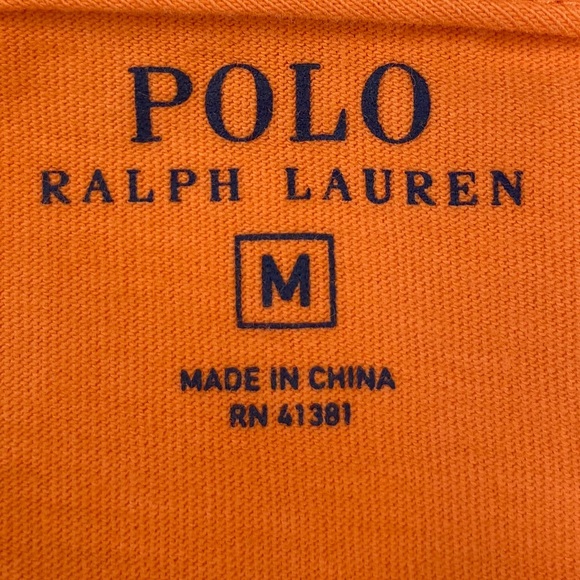 POLO
RALPH LAUREN
M
MADE IN CHINA
RN 41381